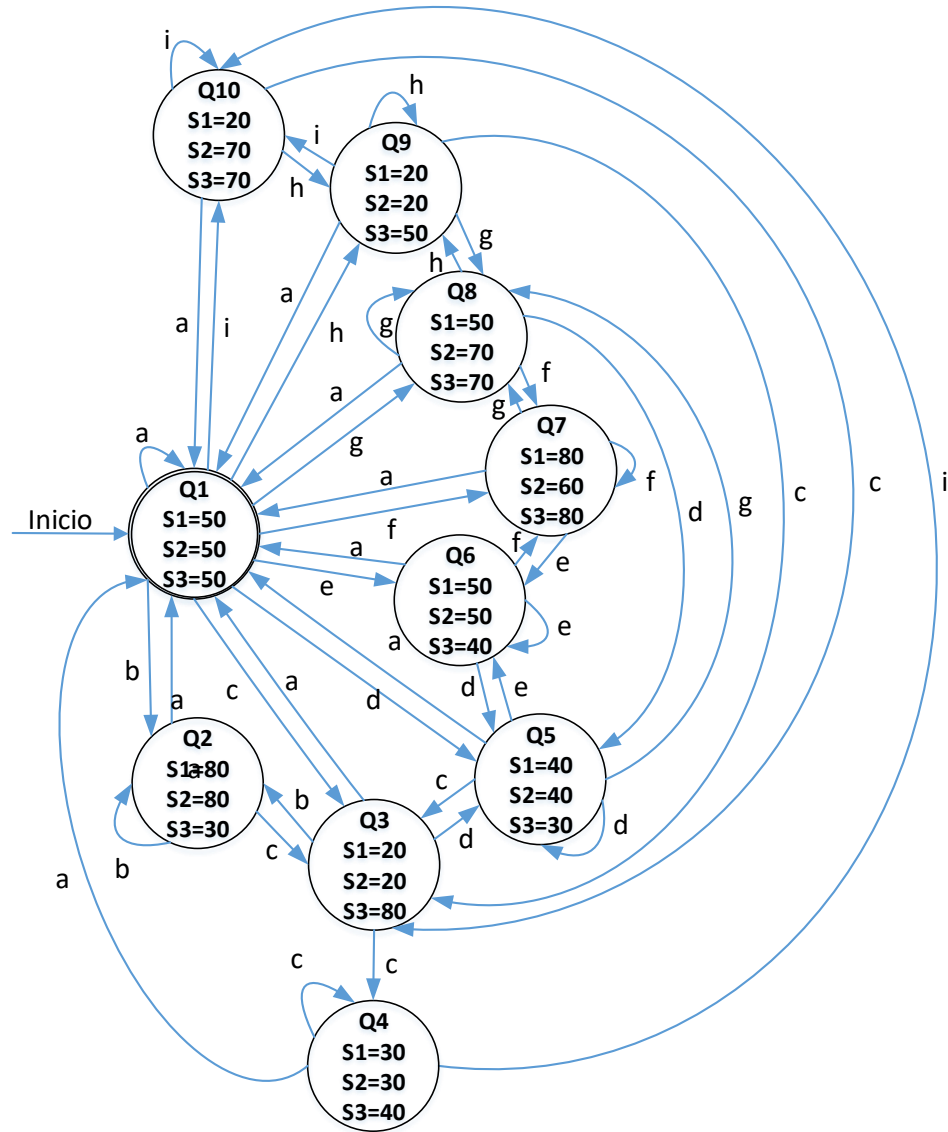 i
Q10
S1=20
S2=70
S3=70
h
Q9
S1=20
S2=20
S3=50
i
h
g
h
Q8
S1=50
S2=70
S3=70
a
h
a
i
g
a
g
f
g
Q7
S1=80
S2=60
S3=80
f
a
Q1
S1=50
S2=50
S3=50
Inicio
a
f
d
g
c
c
i
a
e
Q6
S1=50
S2=50
S3=40
f
e
e
a
d
e
b
a
c
a
d
Q2
S1=80
a
S2=80
S3=30
b
b
c
Q5
S1=40
S2=40
S3=30
d
c
d
Q3
S1=20
S2=20
S3=80
a
c
c
Q4
S1=30
S2=30
S3=40